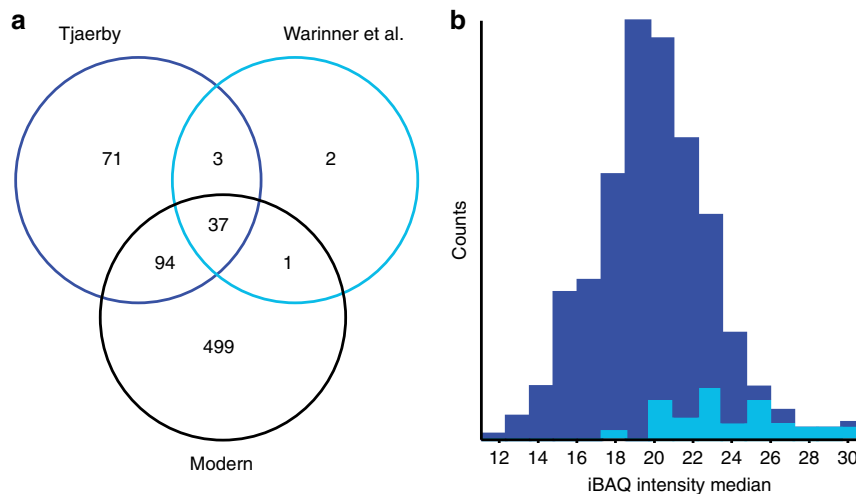 a
Tjaerby
Warinner et al.
71
3
2
37
94
1
499
Modern
b
Counts
12 14 16 18 20 22 24 26 28 30
iBAQ intensity median